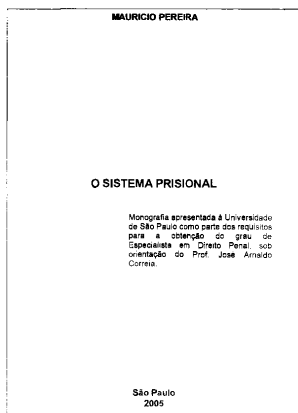 MAURICIO PEREIRA
O SISTEMA PRISIONAL
Monografia apresentada à Universidade
de São Paulo como parte dos requisitos
para a obtenção do grau de
Especialista em Direito Penal, sob
orientação do Prof. Jose Arnaldo
Correia.
São Paulo
2005